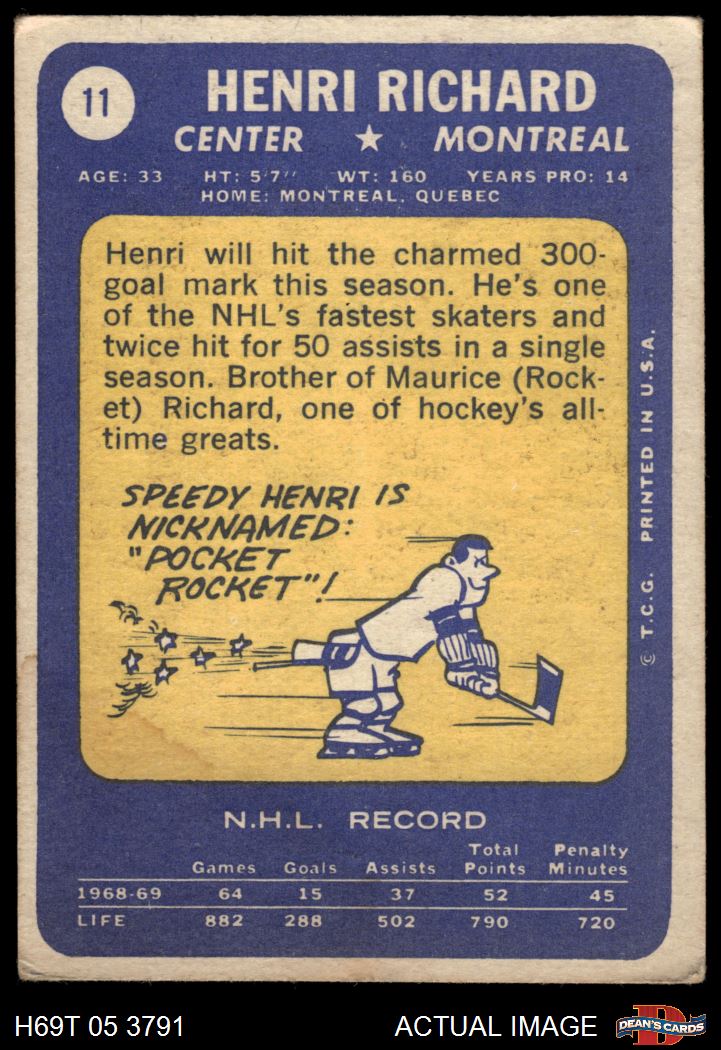 11
HENRI RICHARD
CENTER ★ MONTREAL
AGE: 33 HT: 5'7'' WT: 160 YEARS PRO: 14
HOME: MONTREAL, QUEBEC
Henri will hit the charmed 300-
goal mark this season. He's one
of the NHL's fastest skaters and
twice hit for 50 assists in a single
season. Brother of Maurice (Rock-
et) Richard, one of hockey's all-
time greats.
SPEEDY HENRI IS
NICKNAMED:
"POCKET
ROCKET"!
© T.C.G. PRINTED IN U.S.A.
N.H.L. RECORD
Games Goals Assists Total Points Penalty Minutes
1968-69 64 15 37 52 45
LIFE 882 288 502 790 720
H69T 05 3791 ACTUAL IMAGE DEAN'S CARDS